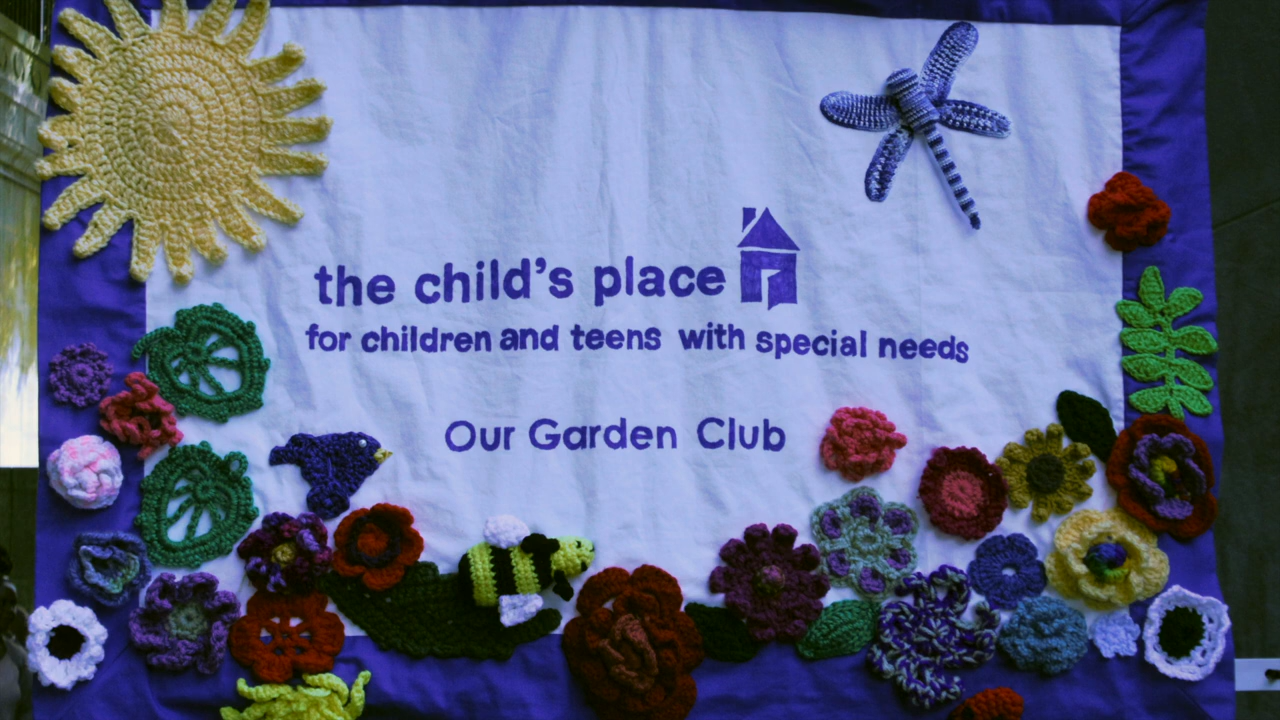 the child's place
for children and teens with special needs
Our Garden Club